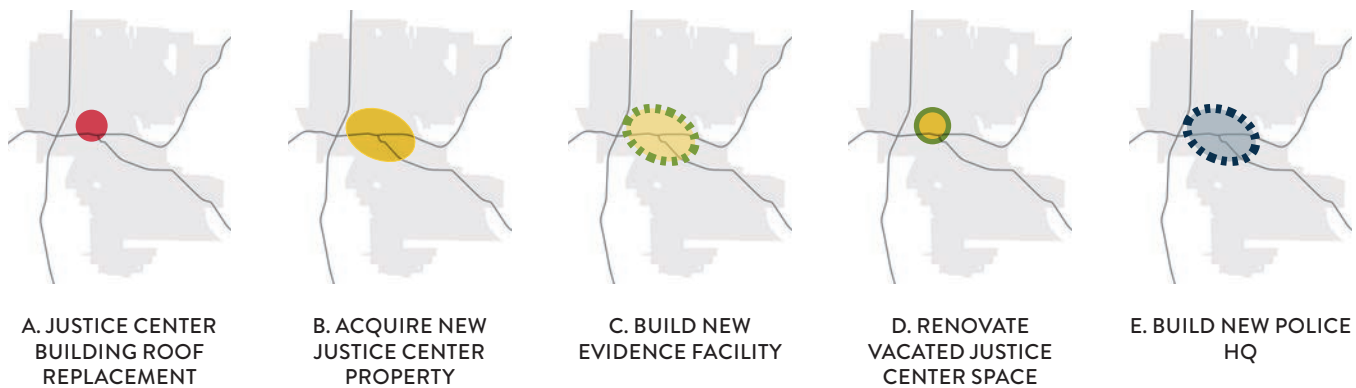 A. JUSTICE CENTER
BUILDING ROOF
REPLACEMENT
B. ACQUIRE NEW
JUSTICE CENTER
PROPERTY
C. BUILD NEW
EVIDENCE FACILITY
D. RENOVATE
VACATED JUSTICE
CENTER SPACE
E. BUILD NEW POLICE
HQ